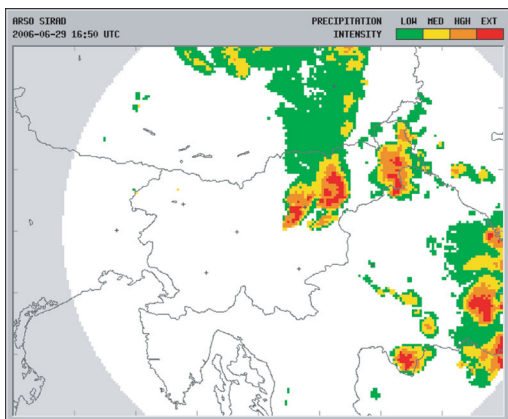 ARSO SIRAD
2006-06-29 16:50 UTC
PRECIPITATION
INTENSITY
LOW MED HGH EXT